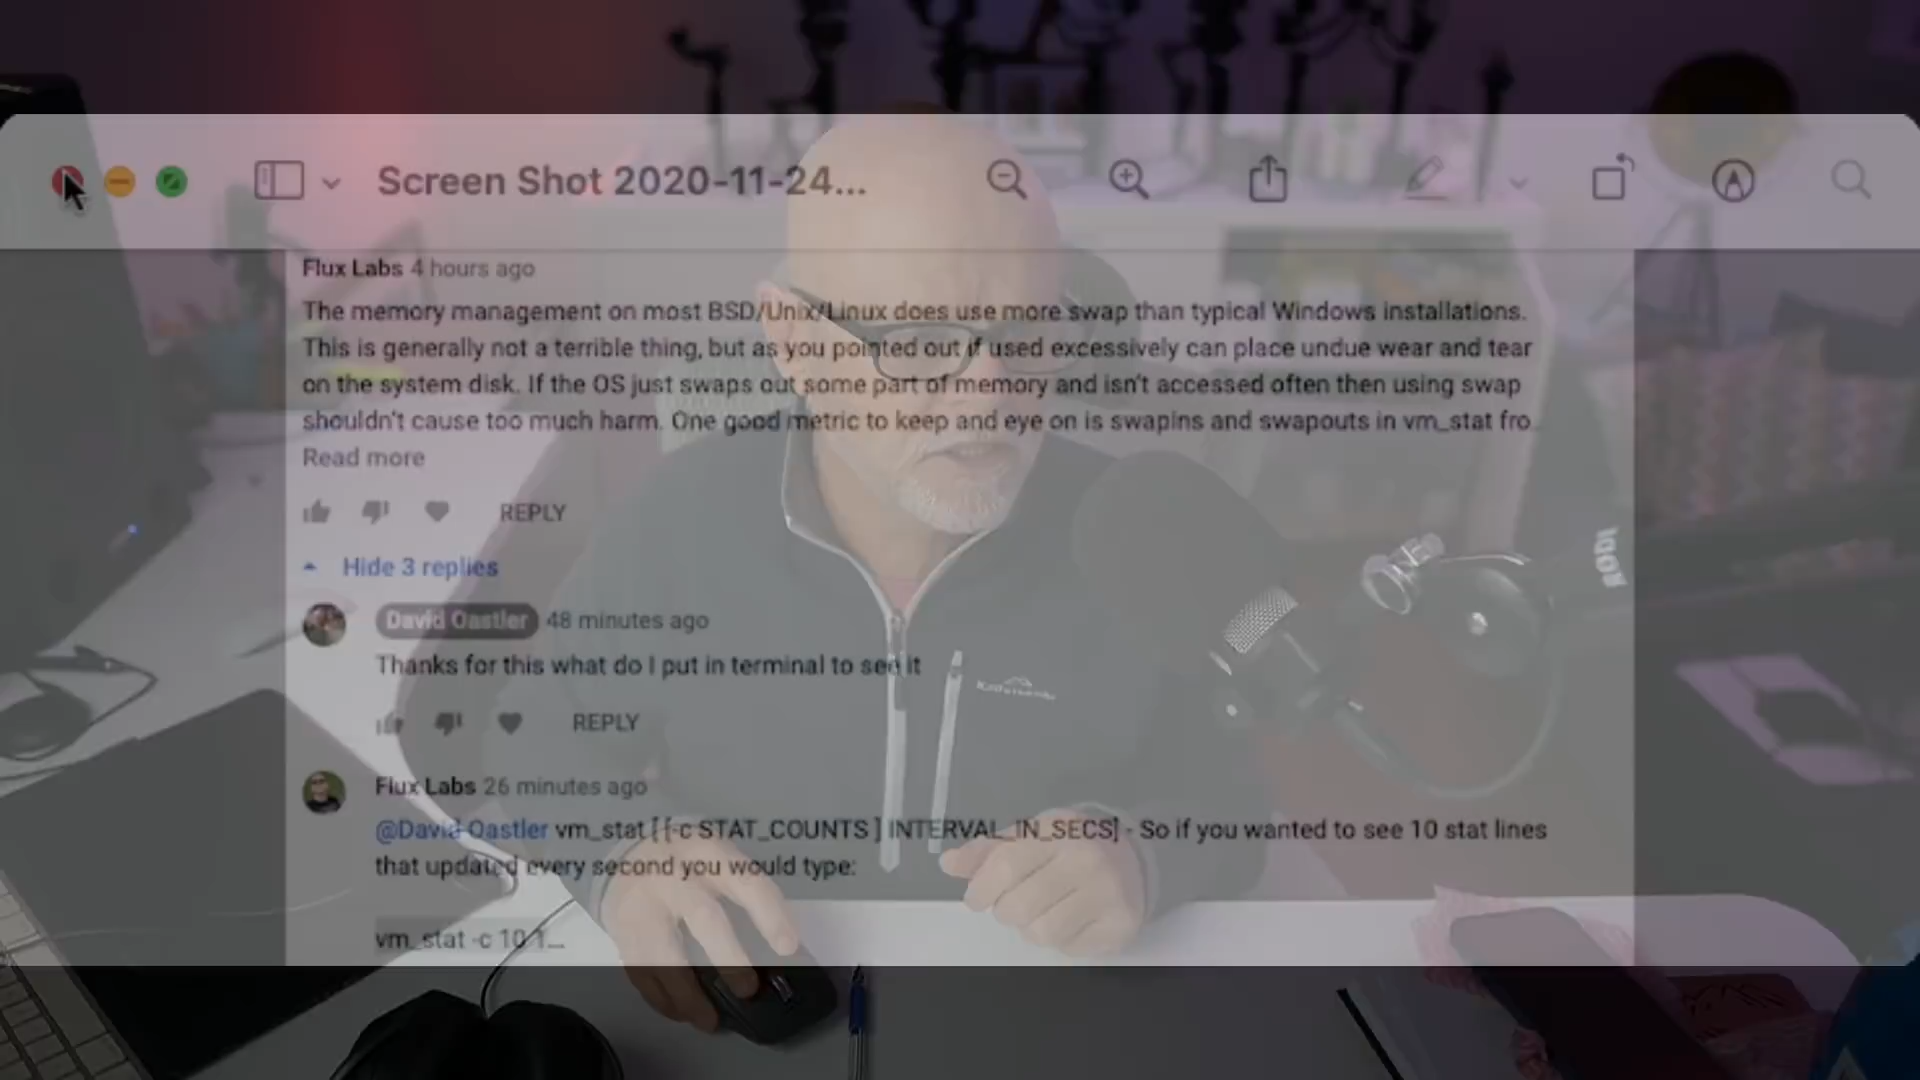 Screen Shot 2020-11-24...
Flux Labs 4 hours ago
The memory management on most BSD/Unix/Linux does use more swap than typical Windows installations.
This is generally not a terrible thing, but as you pointed out if used excessively can place undue wear and tear
on the system disk. If the OS just swaps out some part of memory and isn't accessed often then using swap
shouldn't cause too much harm. One good metric to keep and eye on is swapins and swapouts in vm_stat fro
Read more
REPLY
Hide 3 replies
David Oastler 48 minutes ago
Thanks for this what do I put in terminal to see it
REPLY
Flux Labs 26 minutes ago
@David Oastler vm_stat [ [-c STAT_COUNTS ] INTERVAL_IN_SECS] - So if you wanted to see 10 stat lines
that updated every second you would type:
vm_stat -c 10 1...